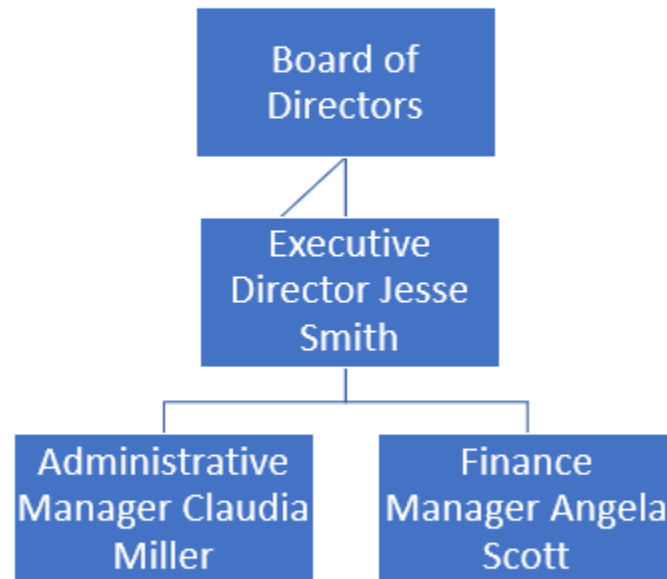 Board of
Directors
Executive
Director Jesse
Smith
Administrative
Manager Claudia
Miller
Finance
Manager Angela
Scott